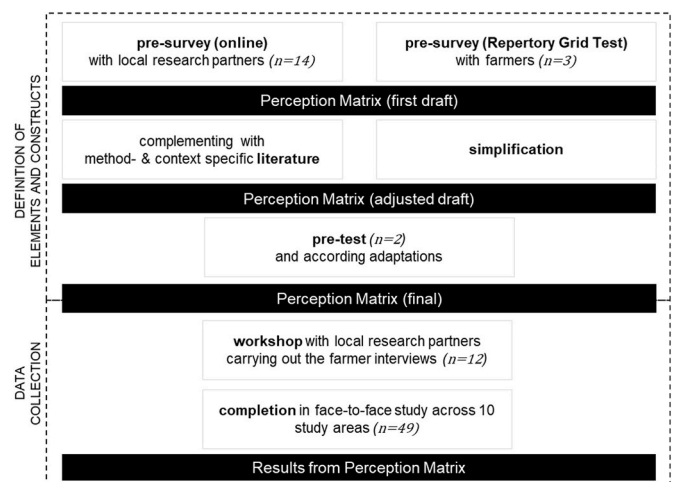 DEFINITION OF
ELEMENTS AND CONSTRUCTS
pre-survey (online)
with local research partners (n=14)
pre-survey (Repertory Grid Test)
with farmers (n=3)
Perception Matrix (first draft)
complementing with
method- & context specific literature
simplification
Perception Matrix (adjusted draft)
pre-test (n=2)
and according adaptations
Perception Matrix (final)
DATA
COLLECTION
workshop with local research partners
carrying out the farmer interviews (n=12)
completion in face-to-face study across 10
study areas (n=49)
Results from Perception Matrix